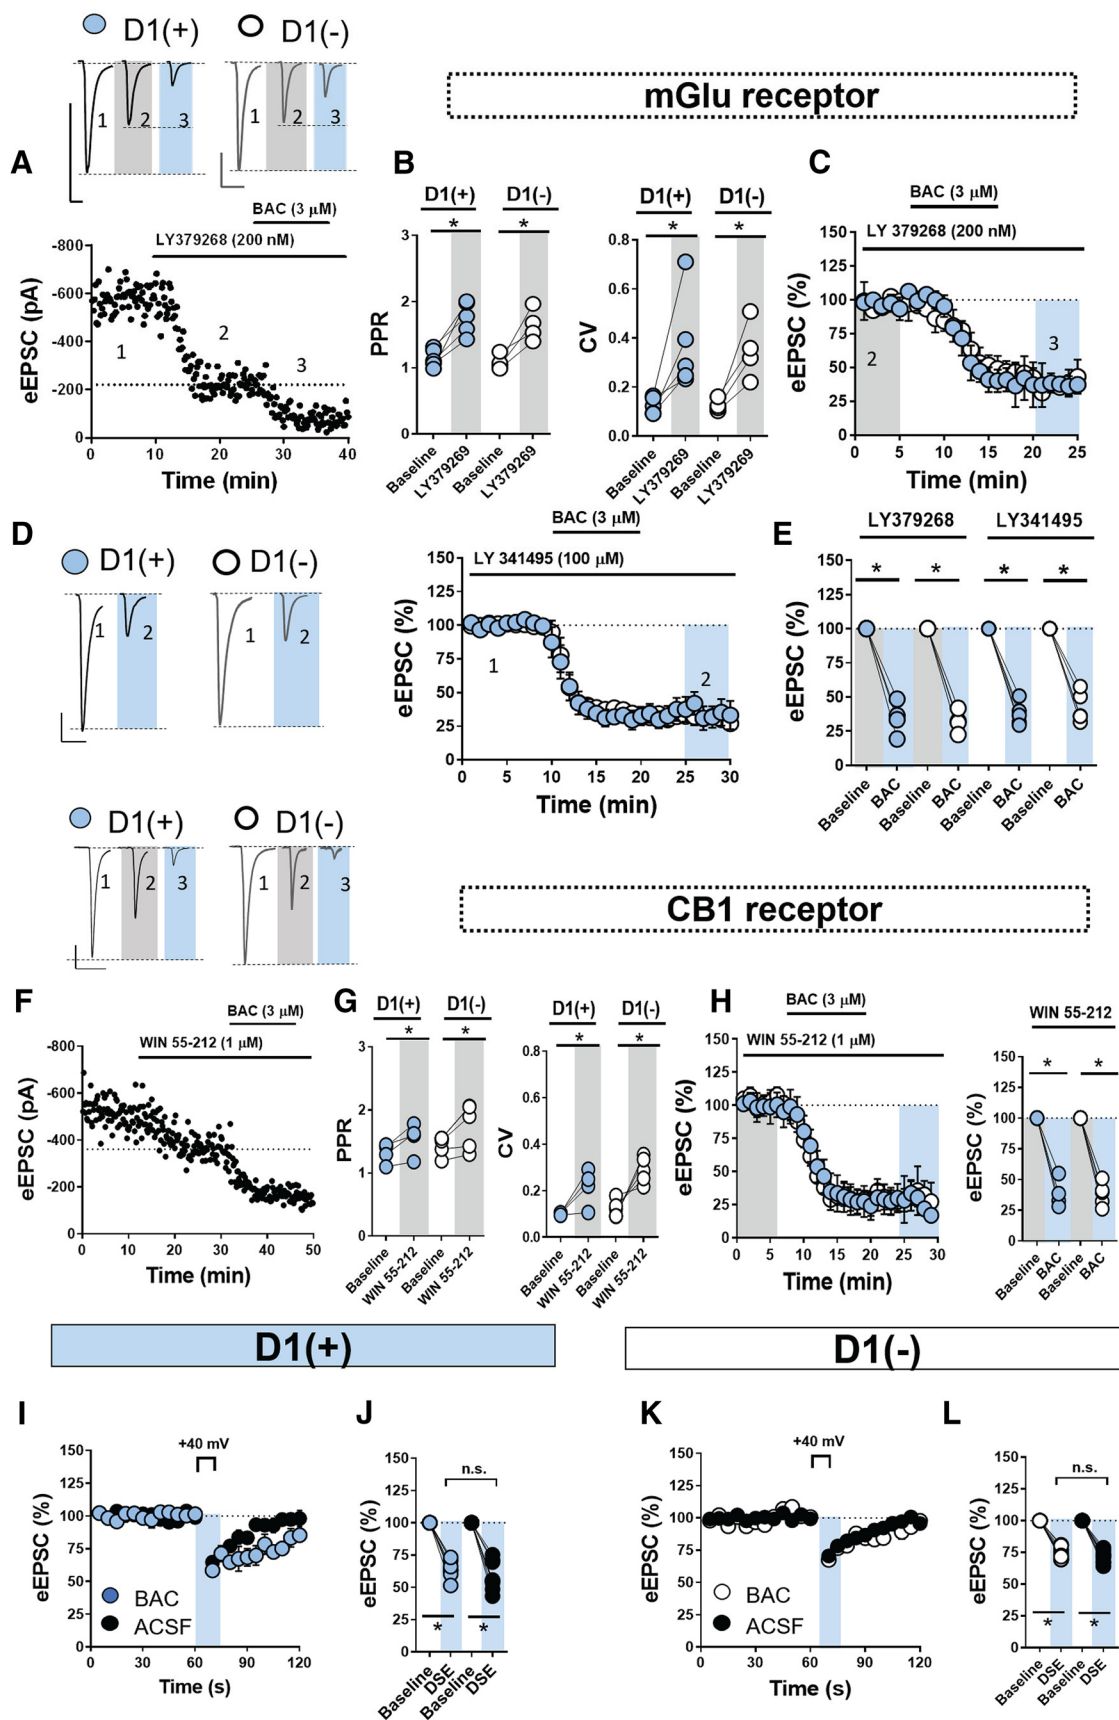 D1(+) D1(-)
1 2 3 1 2 3
mGlu receptor
A
BAC (3 μM)
LY379268 (200 nM)
-800
-600
-400
-200
0
eEPSC (pA)
1 2 3
0 10 20 30 40
Time (min)
B
D1(+) D1(-)
* *
3
2
1
0
PPR
Baseline LY379269 Baseline LY379269
D1(+) D1(-)
* *
0.8
0.6
0.4
0.2
0.0
CV
Baseline LY379269 Baseline LY379269
C
BAC (3 μM)
LY 379268 (200 nM)
150
125
100
75
50
25
0
eEPSC (%)
2 3
0 5 10 15 20 25
Time (min)
D
D1(+) D1(-)
1 2 1 2
BAC (3 μM)
LY 341495 (100 μM)
150
125
100
75
50
25
0
eEPSC (%)
1 2
0 5 10 15 20 25 30
Time (min)
E
LY379268 LY341495
* * * *
150
125
100
75
50
25
0
eEPSC (%)
Baseline BAC Baseline BAC Baseline BAC Baseline BAC
D1(+) D1(-)
1 2 3 1 2 3
CB1 receptor
F
BAC (3 μM)
WIN 55-212 (1 μM)
-800
-600
-400
-200
0
eEPSC (pA)
0 10 20 30 40 50
Time (min)
G
D1(+) D1(-)
* *
3
2
1
0
PPR
Baseline WIN 55-212 Baseline WIN 55-212
D1(+) D1(-)
* *
0.8
0.6
0.4
0.2
0.0
CV
Baseline WIN 55-212 Baseline WIN 55-212
H
BAC (3 μM)
WIN 55-212 (1 μM)
150
125
100
75
50
25
0
eEPSC (%)
0 5 10 15 20 25 30
Time (min)
WIN 55-212
* *
150
125
100
75
50
25
0
eEPSC (%)
Baseline BAC Baseline BAC
D1(+)
D1(-)
I
+40 mV
150
125
100
75
50
25
0
eEPSC (%)
BAC
ACSF
0 30 60 90 120
Time (s)
J
n.s.
150
125
100
75
50
25
0
eEPSC (%)
* *
Baseline DSE Baseline DSE
K
+40 mV
150
125
100
75
50
25
0
eEPSC (%)
BAC
ACSF
0 30 60 90 120
Time (s)
L
n.s.
150
125
100
75
50
25
0
eEPSC (%)
* *
Baseline DSE Baseline DSE